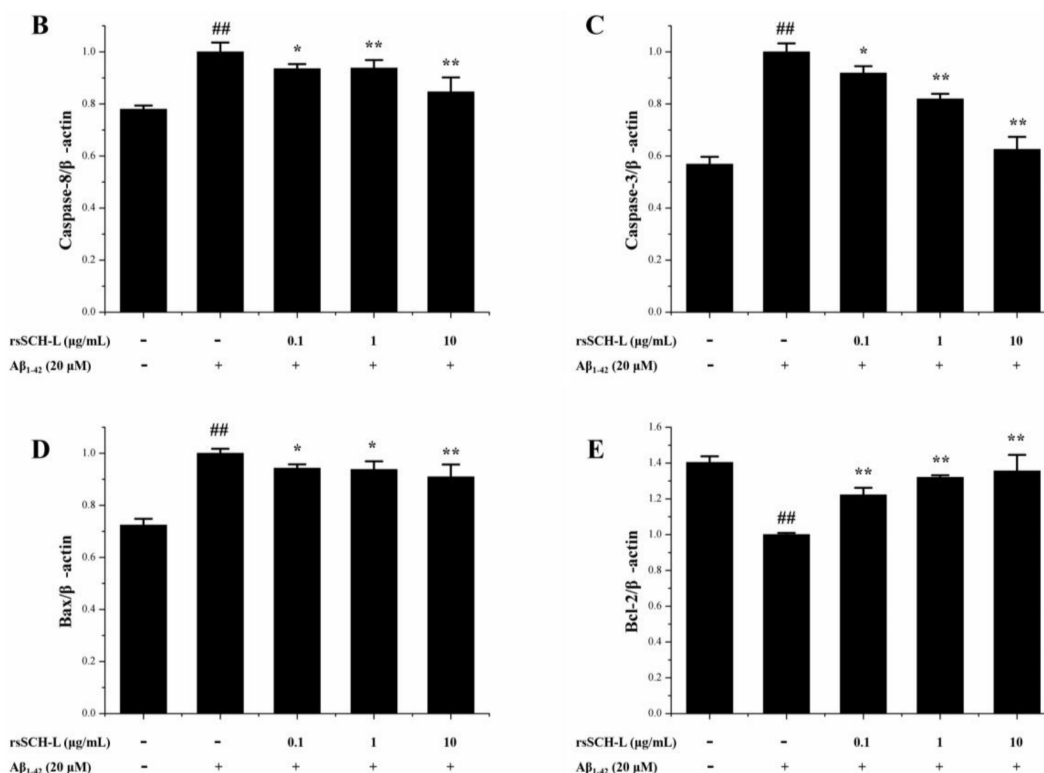 B
Caspase-8/β -actin
1.0
0.8
0.6
0.4
0.2
0.0
## * ** **
rsSCH-L (μg/mL) - - 0.1 1 10
Aβ1-42 (20 μM) - + + + +
C
Caspase-3/β -actin
1.0
0.8
0.6
0.4
0.2
0.0
## * ** **
rsSCH-L (μg/mL) - - 0.1 1 10
Aβ1-42 (20 μM) - + + + +
D
Bax/β -actin
1.0
0.8
0.6
0.4
0.2
0.0
## * * **
rsSCH-L (μg/mL) - - 0.1 1 10
Aβ1-42 (20 μM) - + + + +
E
Bcl-2/β -actin
1.6
1.4
1.2
1.0
0.8
0.6
0.4
0.2
0.0
## ** ** **
rsSCH-L (μg/mL) - - 0.1 1 10
Aβ1-42 (20 μM) - + + + +